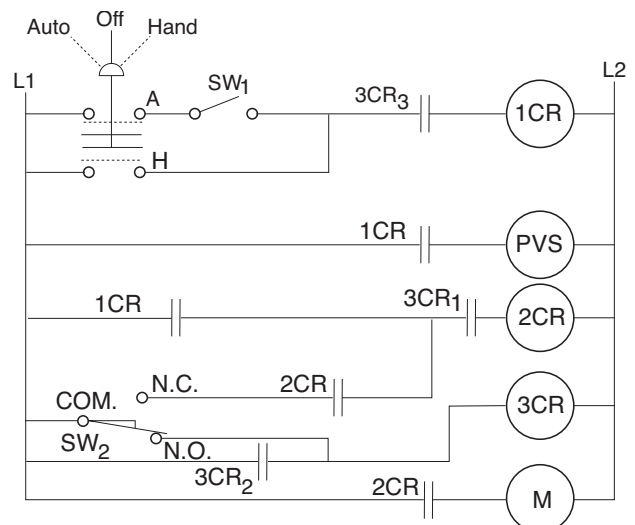 Off
Auto Hand
L1 L2
A SW1 3CR3 1CR
H
1CR PVS
1CR 3CR1 2CR
N.C. 2CR 3CR
COM.
SW2 N.O.
3CR2 2CR M